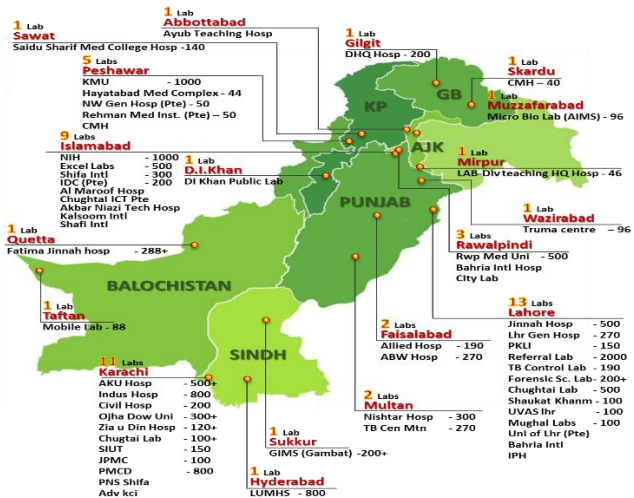 1 Lab
Sawat
Saidu Sharif Med College Hosp -140
1 Lab
Abbottabad
Ayub Teaching Hosp
1 Lab
Gilgit
DHQ Hosp - 200
1 Lab
Skardu
CMH – 40
1 Lab
Muzzafarabad
Micro Bio Lab (AIMS) - 96
5 Labs
Peshawar
KMU - 1000
Hayatabad Med Complex - 44
NW Gen Hosp (Pte) - 50
Rehman Med Inst. (Pte) – 50
CMH
9 Labs
Islamabad
NIH - 1000
Excel Labs - 500
Shifa Intl - 300
IDC (Pte) - 200
Al Maroof Hosp
Chughtai ICT Pte
Akbar Niazi Tech Hosp
Kalsoom Intl
Shafi Intl
1 Lab
D.I.Khan
DI Khan Public Lab
KP
GB
AJK
PUNJAB
BALOCHISTAN
SINDH
1 Lab
Mirpur
LAB Div teaching HQ Hosp - 46
1 Lab
Wazirabad
Truma centre – 96
3 Labs
Rawalpindi
Rwp Med Uni - 500
Bahria Intl Hosp
City Lab
1 Lab
Quetta
Fatima Jinnah hosp - 288+
1 Lab
Taftan
Mobile Lab - 88
13 Labs
Lahore
Jinnah Hosp - 500
Lhr Gen Hosp - 270
PKLI - 150
Referral Lab - 2000
TB Control Lab - 190
Forensic Sc. Lab - 200+
Chughtai Lab - 500
Shaukat Khanm - 100
UVAS lhr - 100
Mughal Labs - 100
Uni of Lhr (Pte)
Bahria Intl
IPH
2 Labs
Faisalabad
Allied Hosp - 190
ABW Hosp - 270
2 Labs
Multan
Nishtar Hosp - 300
TB Cen Mtn - 270
11 Labs
Karachi
AKU Hosp - 500+
Indus Hosp - 800
Civil Hosp - 200
Ojha Dow Uni - 300+
Zia u Din Hosp - 120+
Chugtai Lab - 100+
SIUT - 150
JPMC - 100
PMCD - 800
PNS Shifa
Adv kci
1 Lab
Sukkur
GIMS (Gambat) -200+
1 Lab
Hyderabad
LUMHS - 800